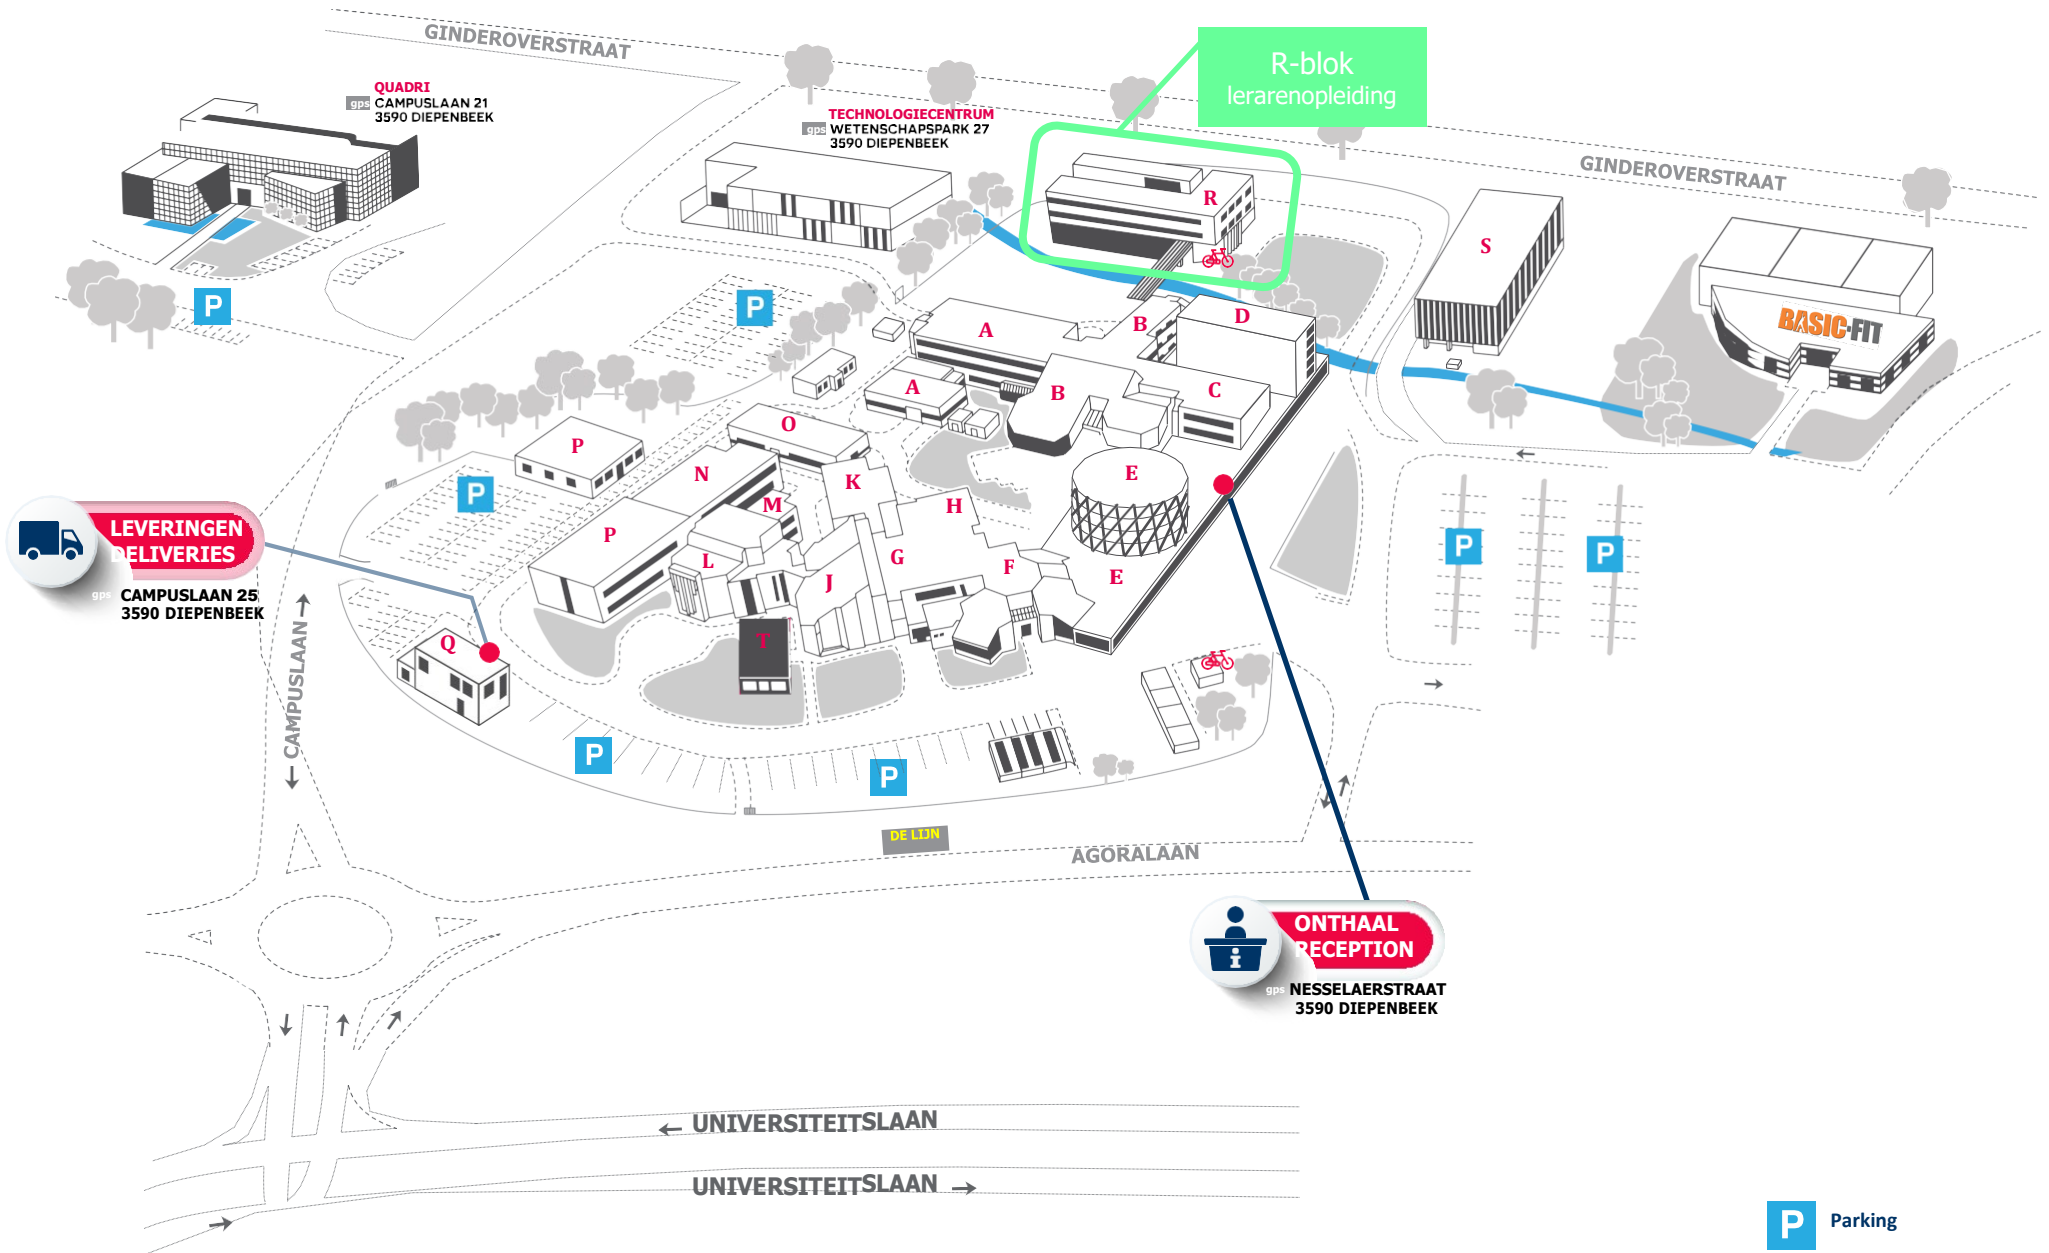 GINDEROVERSTRAAT
R-blok
lerarenopleiding
QUADRI
gps CAMPUSLAAN 21
3590 DIEPENBEEK
TECHNOLOGIECENTRUM
gps WETENSCHAPSPARK 27
3590 DIEPENBEEK
GINDEROVERSTRAAT
R
S
P
P
A
B
D
BASIC-FIT
A
B
C
O
P
N
K
E
P
M
H
P
L
G
J
F
E
P
P
LEVERINGEN
DELIVERIES
gps CAMPUSLAAN 25
3590 DIEPENBEEK
Q
T
CAMPUSLAAN
P
P
DE LIJN
AGORALAAN
ONTHAAL
RECEPTION
gps NESSELAERSTRAAT
3590 DIEPENBEEK
UNIVERSITEITSLAAN
UNIVERSITEITSLAAN
P Parking